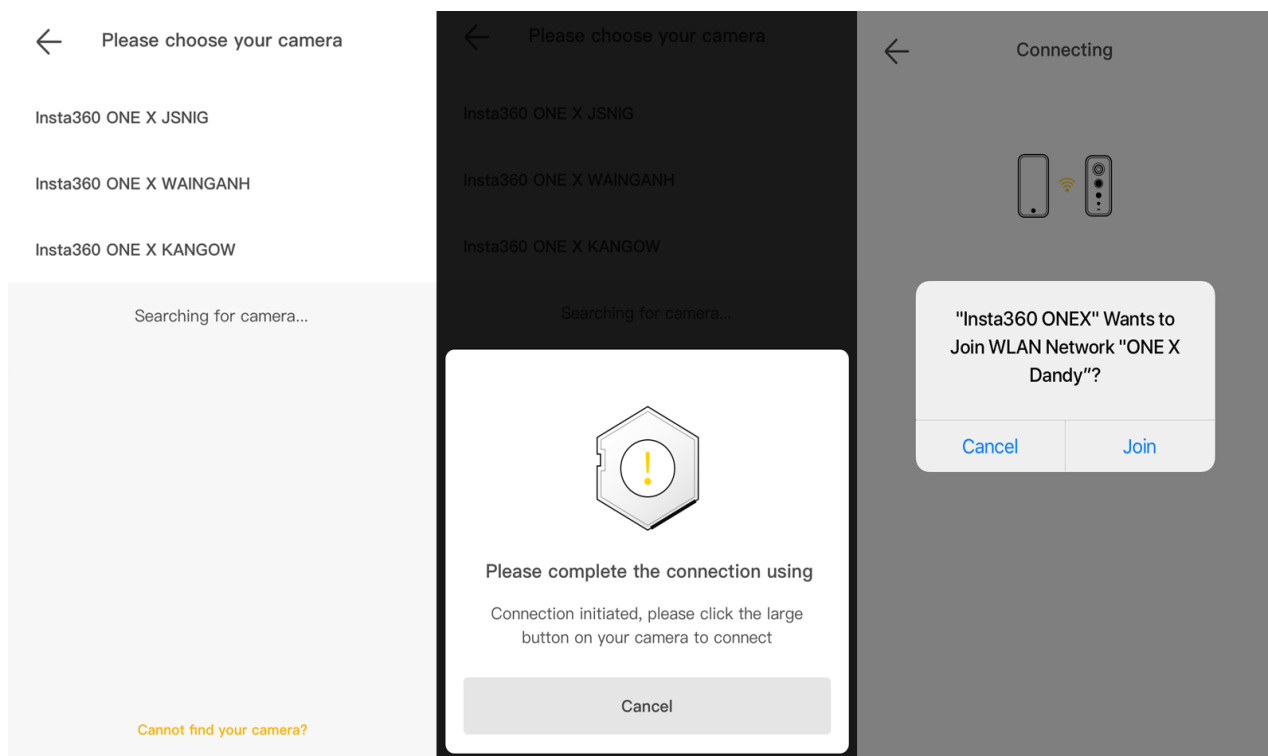 Please choose your camera
Insta360 ONE X JSNIG
Insta360 ONE X WAINGANH
Insta360 ONE X KANGOW
Searching for camera...
Cannot find your camera?
Please choose your camera
Insta360 ONE X JSNIG
Insta360 ONE X WAINGANH
Insta360 ONE X KANGOW
Searching for camera...
Please complete the connection using
Connection initiated, please click the large
button on your camera to connect
Cancel
Connecting
"Insta360 ONEX" Wants to
Join WLAN Network "ONE X
Dandy"?
Cancel Join